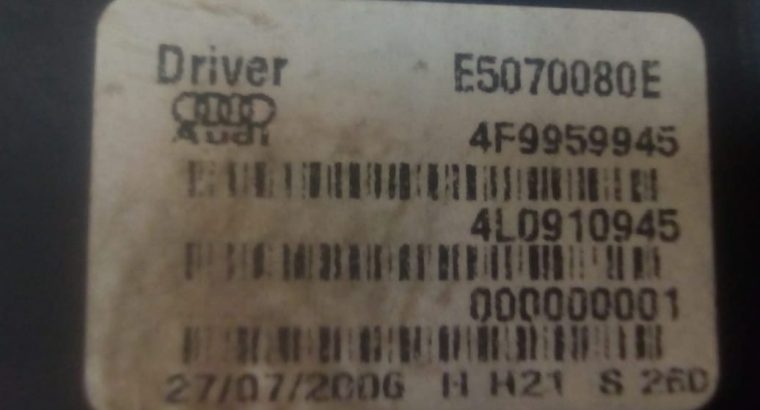 Driver E5070080E
Audi 4F9959945
4L0910945
000000001
27/07/2006 H H21 S 260